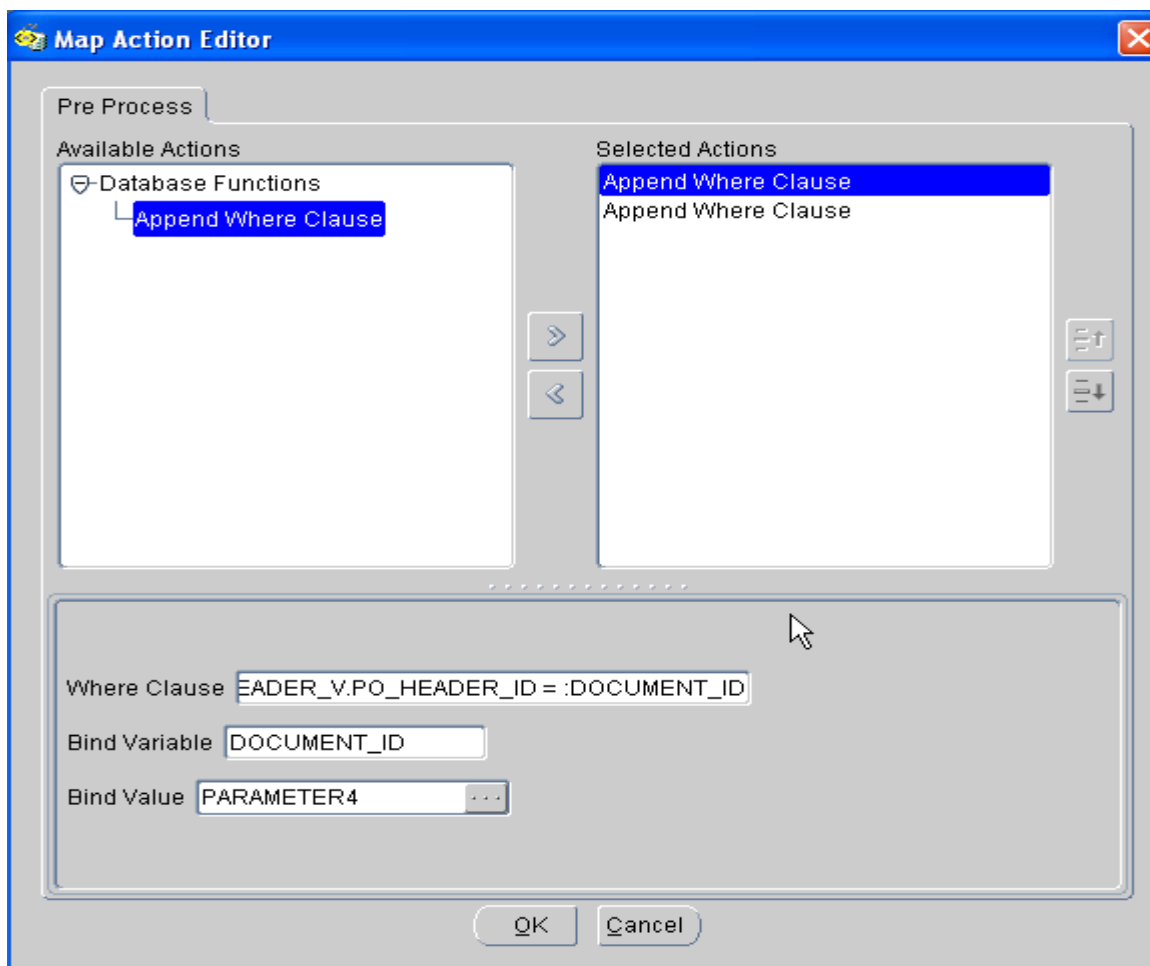 Map Action Editor
Pre Process
Available Actions
Selected Actions
Database Functions
Append Where Clause
Append Where Clause
Append Where Clause
Where Clause EADER_V.PO_HEADER_ID = :DOCUMENT_ID
Bind Variable DOCUMENT_ID
Bind Value PARAMETER4 ...
OK Cancel